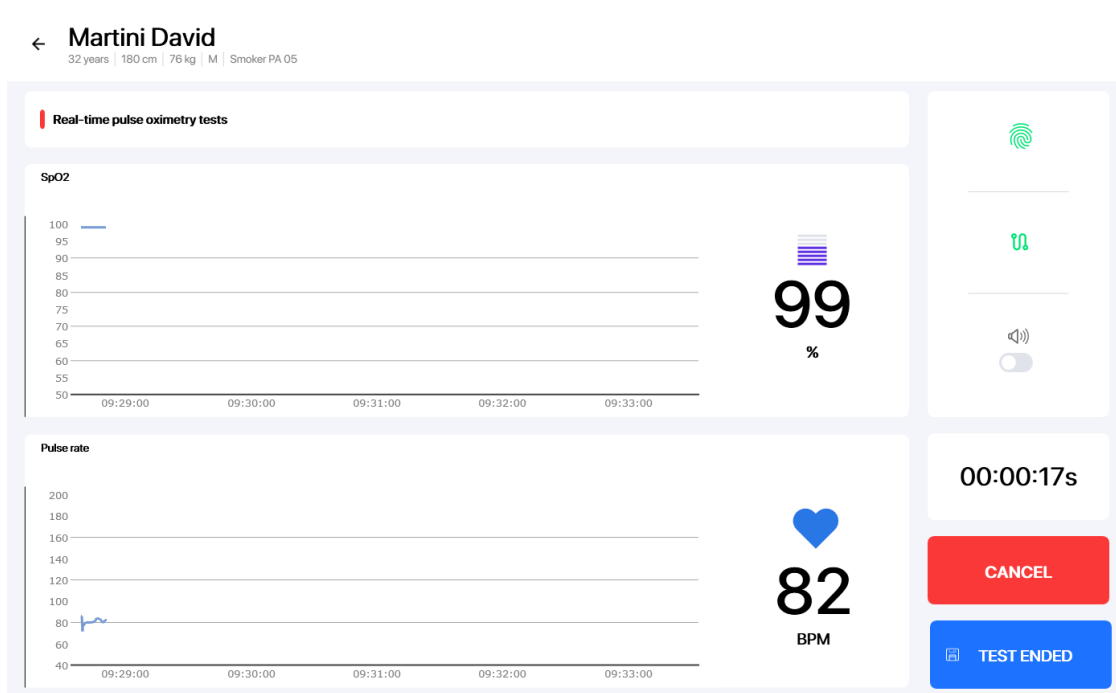 Martini David
32 years 180 cm 76 kg M Smoker PA 05
Real-time pulse oximetry tests
SpO2
100
95
90
85
80
75
70
65
60
55
50
09:29:00 09:30:00 09:31:00 09:32:00 09:33:00
99
%
Pulse rate
200
180
160
140
120
100
80
60
40
09:29:00 09:30:00 09:31:00 09:32:00 09:33:00
82
BPM
00:00:17s
CANCEL
TEST ENDED